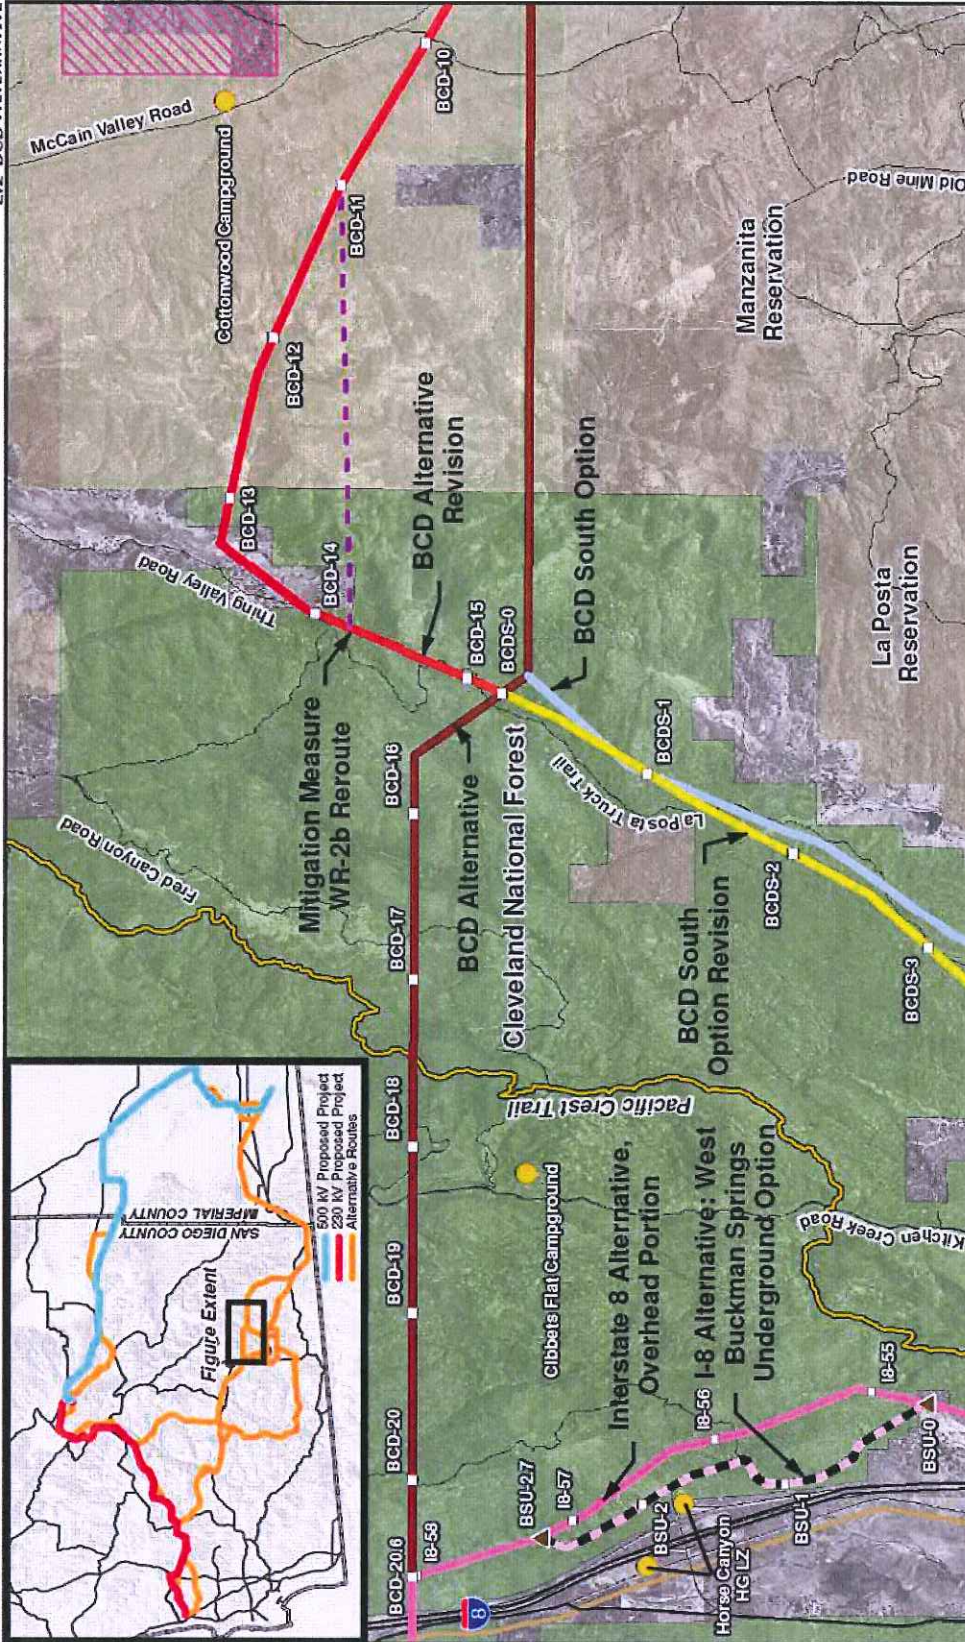 McCain Valley Road
Cottonwood Campground
BCD-10
BCD-11
BCD-12
BCD-13
BCD-14
Thing Valley Road
BCD Alternative
Revision
BCD-15
BCDS-0
BCD South Option
Manzanita
Reservation
Old Mine Road
La Posta
Reservation
Mitigation Measure
WR-2b Reroute
BCD-16
Fred Canyon Road
BCD-17
BCD Alternative
Cleveland National Forest
La Posta Truck Trail
BCDS-1
BCD South
Option Revision
BCDS-2
BCDS-3
BCD-18
Pacific Crest Trail
BCD-19
Cibbets Flat Campground
Kitchen Creek Road
Interstate 8 Alternative,
Overhead Portion
I-8 Alternative: West
Buckman Springs
Underground Option
BCD-20
BCD-20.6
I8-58
BSU-2.7
I8-57
I8-56
I8-55
BSU-2
BSU-1
BSU-0
Horse Canyon
HG LZ
8
Figure Extent
SAN DIEGO COUNTY
IMPERIAL COUNTY
500 kV Proposed Project
230 kV Proposed Project
Alternative Routes